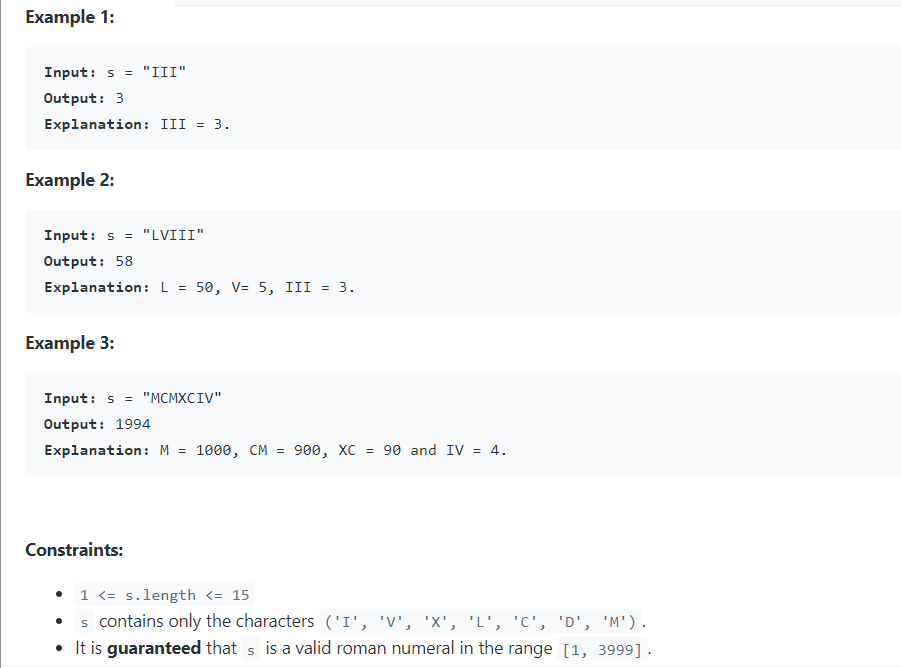 Example 1:
Input: s = "III"
Output: 3
Explanation: III = 3.
Example 2:
Input: s = "LVIII"
Output: 58
Explanation: L = 50, V= 5, III = 3.
Example 3:
Input: s = "MCMXCIV"
Output: 1994
Explanation: M = 1000, CM = 900, XC = 90 and IV = 4.
Constraints:
• 1 <= s.length <= 15
• s contains only the characters ('I', 'V', 'X', 'L', 'C', 'D', 'M').
• It is guaranteed that s is a valid roman numeral in the range [1, 3999].